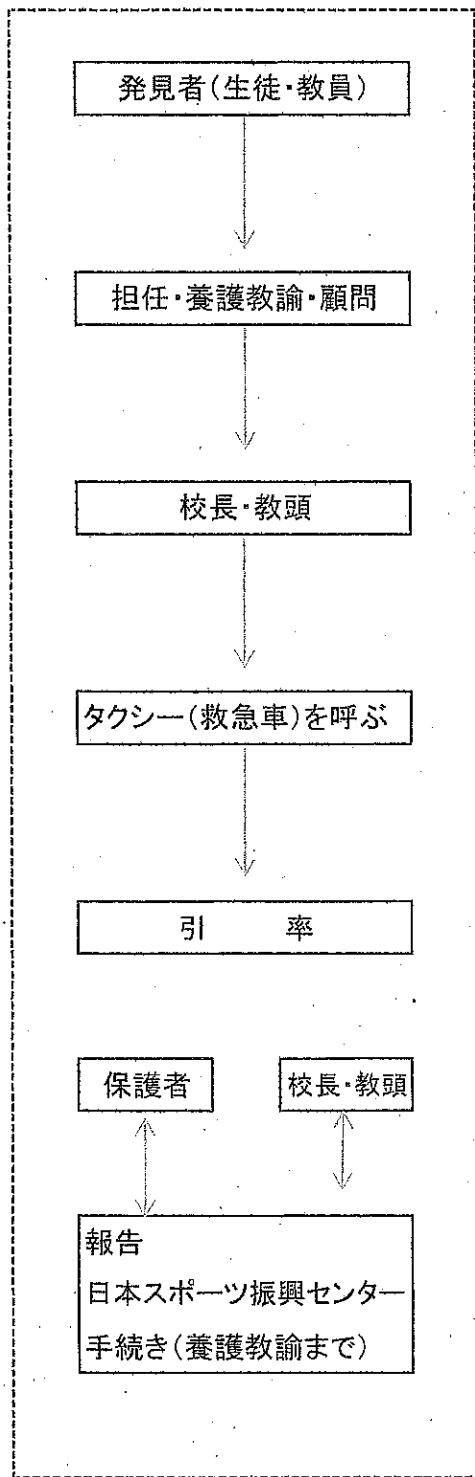 発見者(生徒・教員)
担任・養護教諭・顧問
校長・教頭
タクシー(救急車)を呼ぶ
引　　率
保護者
校長・教頭
報告
日本スポーツ振興センター
手続き(養護教諭まで)